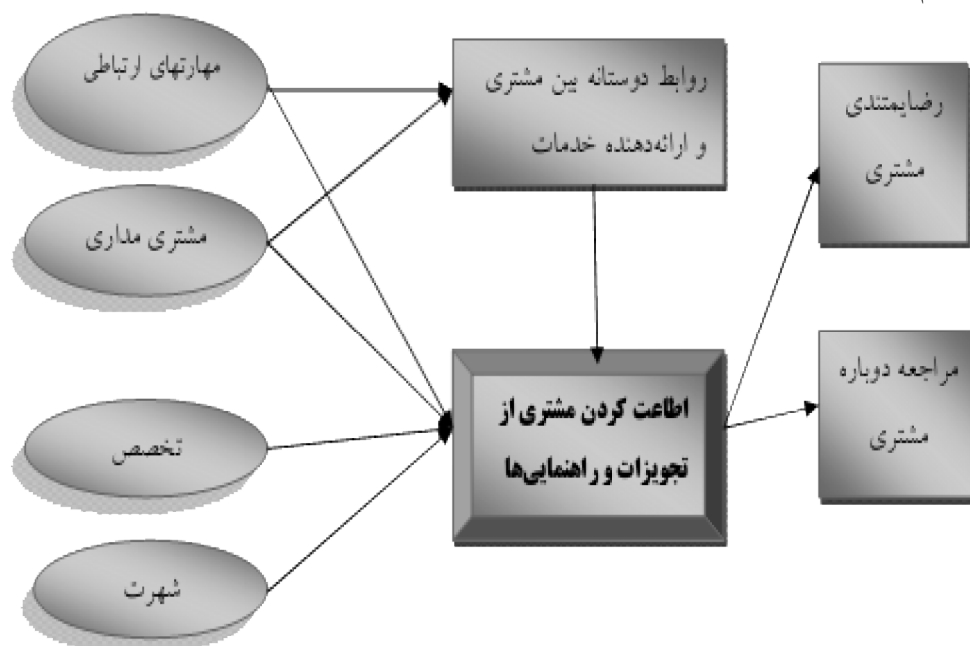 مهارتهای ارتباطی
مشتری مداری
تخصص
شهرت
روابط دوستانه بین مشتری
و ارائه‌دهنده خدمات
اطاعت کردن مشتری از
تجویزات و راهنمایی‌ها
رضایمتندی
مشتری
مراجعه دوباره
مشتری